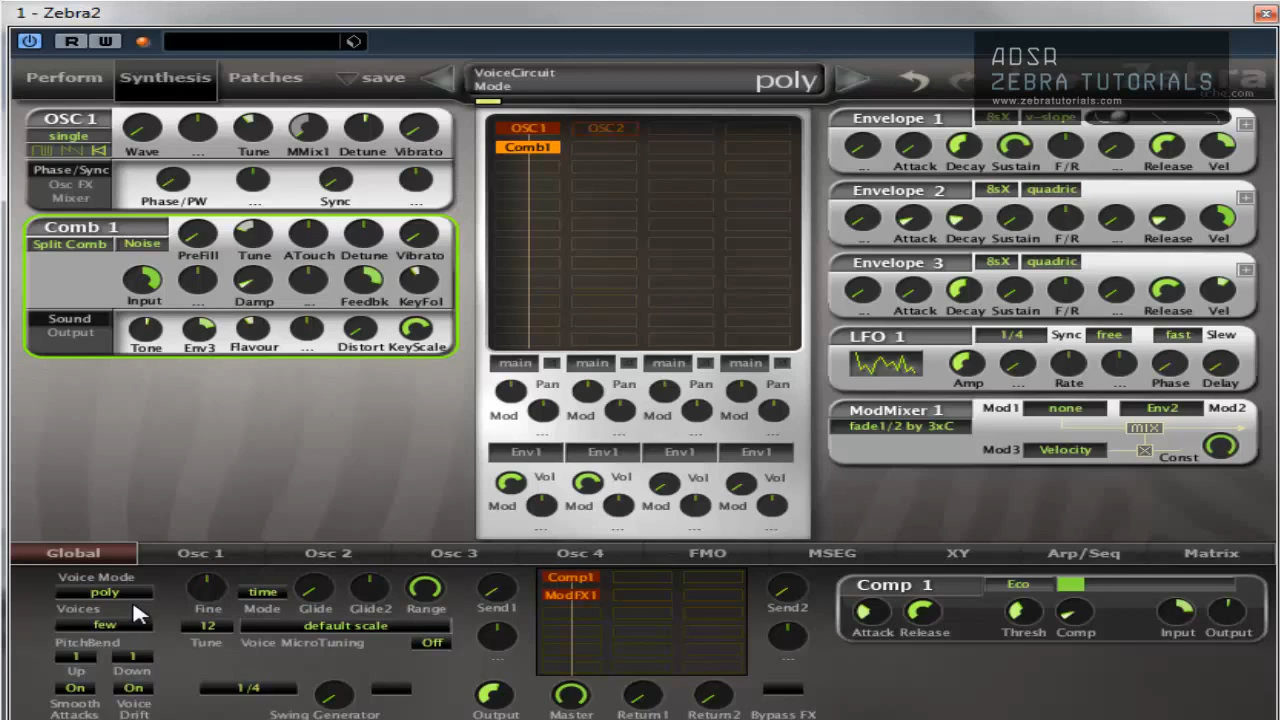 1 - Zebra2
R W
ADSR
ZEBRA TUTORIALS
www.zebratutorials.com
Perform Synthesis Patches save
VoiceCircuit
Mode
poly
OSC 1
single
Wave ... Tune MMix1 Detune Vibrato
Phase/Sync
Osc FX
Mixer
Phase/PW ... Sync ...
Comb 1
Split Comb Noise
PreFill Tune ATouch Detune Vibrato
Input ... Damp ... Feedbk KeyFol
Sound
Output
Tone Env3 Flavour ... Distort KeyScale
OSC 1 OSC 2
Comb1
main main main main
Pan Pan Pan Pan
Mod Mod Mod Mod
... ... ... ...
Env1 Env1 Env1 Env1
Vol Vol Vol Vol
Mod Mod Mod Mod
... ... ... ...
Envelope 1 8sX v-slope
... Attack Decay Sustain F/R ... Release Vel
Envelope 2 8sX quadric
... Attack Decay Sustain F/R ... Release Vel
Envelope 3 8sX quadric
... Attack Decay Sustain F/R ... Release Vel
LFO 1 1/4 Sync free fast Slew
Amp ... Rate ... Phase Delay
ModMixer 1 Mod1 none Env2 Mod2
fade1/2 by 3xC
mix
Mod3 Velocity Const
Global Osc 1 Osc 2 Osc 3 Osc 4 FMO MSEG XY Arp/Seq Matrix
Voice Mode
poly
Voices
few
PitchBend
1 1
Up Down
On On
Smooth Attacks Voice Drift
time
Fine Mode Glide Glide2 Range
12 default scale
Tune Voice MicroTuning Off
1/4
Swing Generator
Send1
...
Output Master Return1 Return2 Bypass FX
Comp1
ModFX1
Send2
...
Comp 1 Eco
Attack Release Thresh Comp Input Output